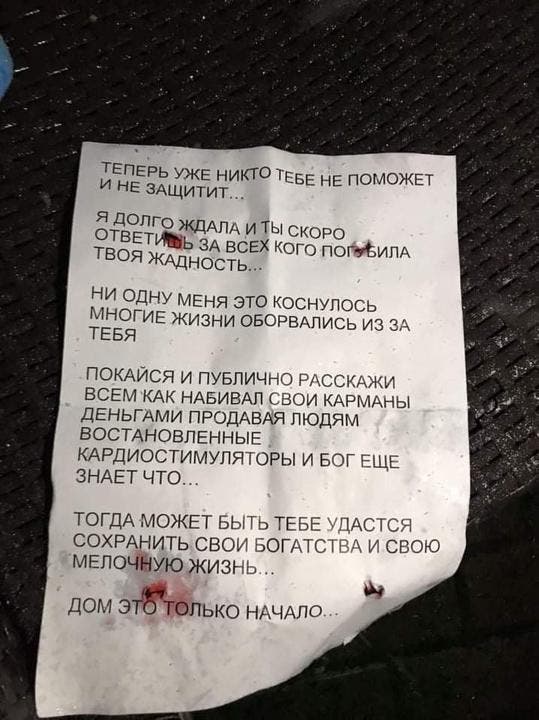 ТЕПЕРЬ УЖЕ НИКТО ТЕБЕ НЕ ПОМОЖЕТ
И НЕ ЗАЩИТИТ...
Я ДОЛГО ЖДАЛА И ТЫ СКОРО
ОТВЕТИШЬ ЗА ВСЕХ КОГО ПОГУБИЛА
ТВОЯ ЖАДНОСТЬ...
НИ ОДНУ МЕНЯ ЭТО КОСНУЛОСЬ
МНОГИЕ ЖИЗНИ ОБОРВАЛИСЬ ИЗ ЗА
ТЕБЯ
ПОКАЙСЯ И ПУБЛИЧНО РАССКАЖИ
ВСЕМ КАК НАБИВАЛ СВОИ КАРМАНЫ
ДЕНЬГАМИ ПРОДАВАЯ ЛЮДЯМ
ВОСТАНОВЛЕННЫЕ
КАРДИОСТИМУЛЯТОРЫ И БОГ ЕЩЕ
ЗНАЕТ ЧТО...
ТОГДА МОЖЕТ БЫТЬ ТЕБЕ УДАСТСЯ
СОХРАНИТЬ СВОИ БОГАТСТВА И СВОЮ
МЕЛОЧНУЮ ЖИЗНЬ...
ДОМ ЭТО ТОЛЬКО НАЧАЛО...